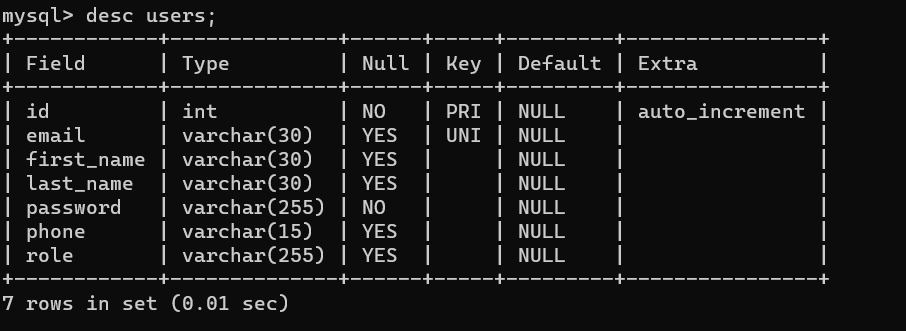 mysql> desc users;
+------------+--------------+------+-----+---------+----------------+
| Field      | Type         | Null | Key | Default | Extra          |
+------------+--------------+------+-----+---------+----------------+
| id         | int          | NO   | PRI | NULL    | auto_increment |
| email      | varchar(30)  | YES  | UNI | NULL    |                |
| first_name | varchar(30)  | YES  |     | NULL    |                |
| last_name  | varchar(30)  | YES  |     | NULL    |                |
| password   | varchar(255) | NO   |     | NULL    |                |
| phone      | varchar(15)  | YES  |     | NULL    |                |
| role       | varchar(255) | YES  |     | NULL    |                |
+------------+--------------+------+-----+---------+----------------+
7 rows in set (0.01 sec)